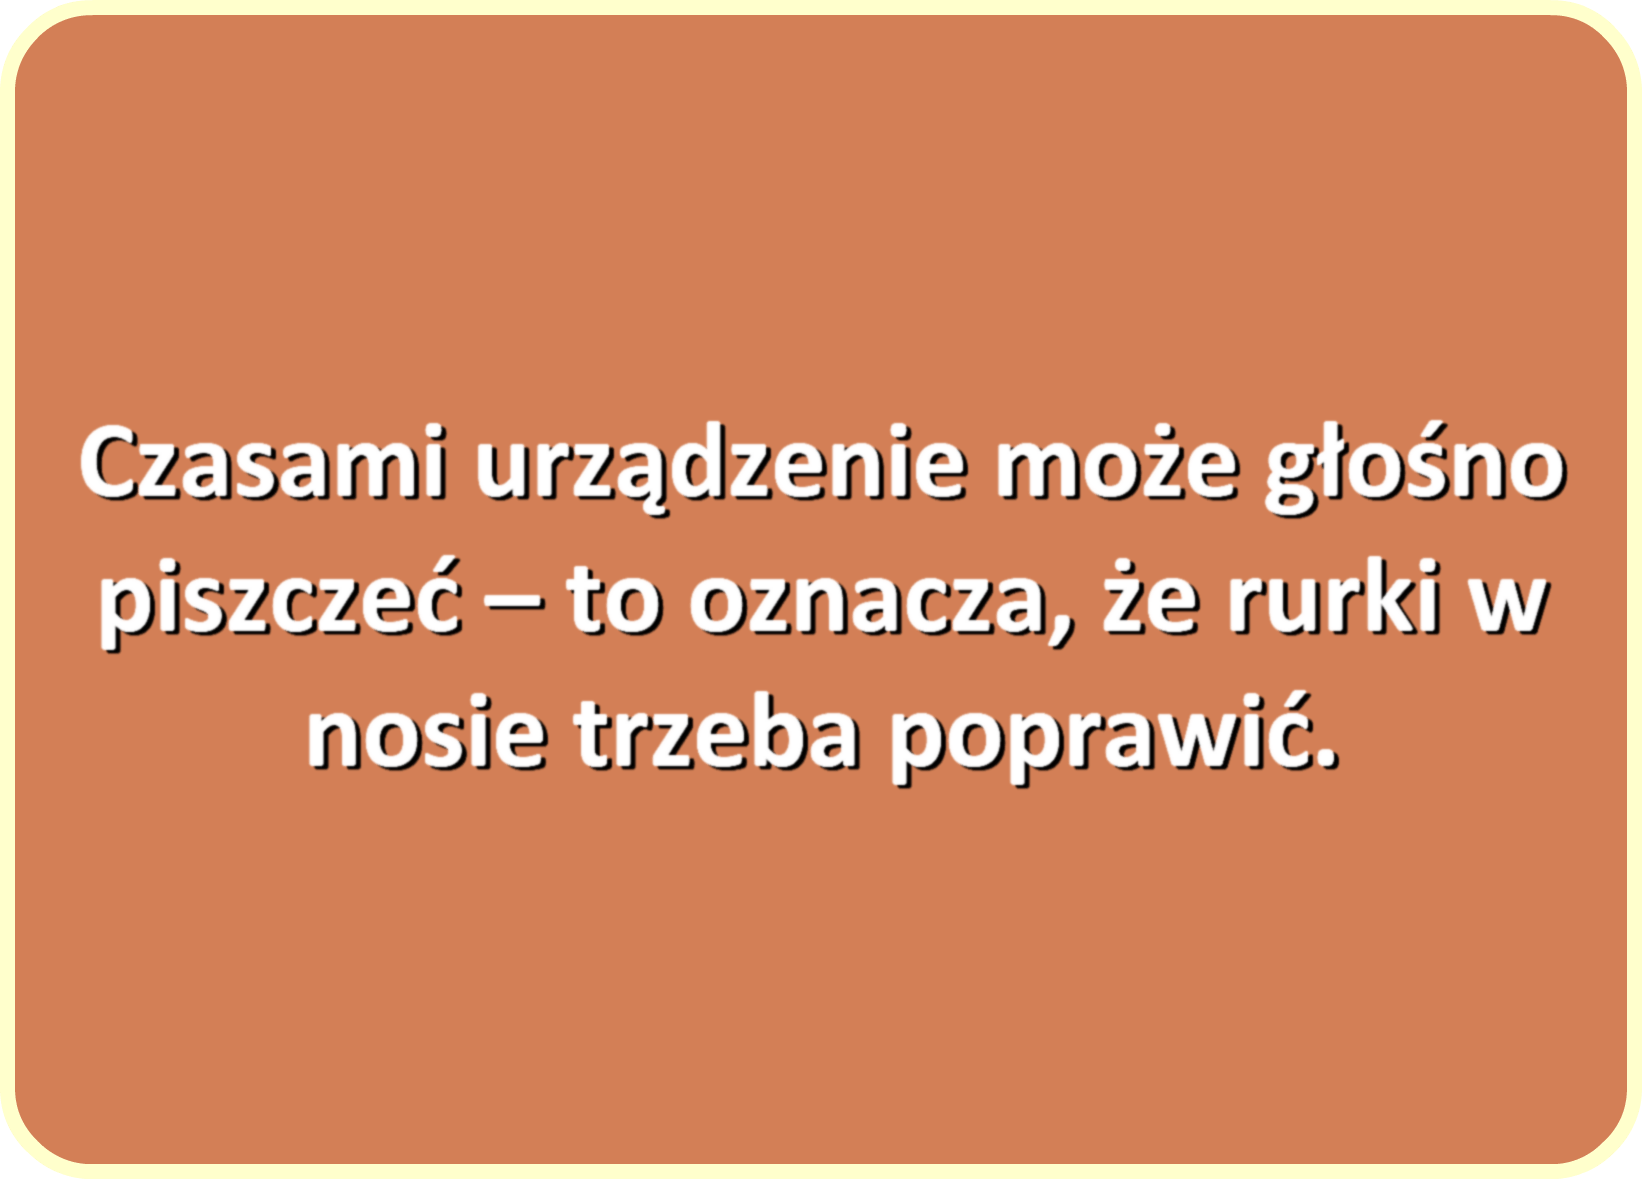 Czasami urządzenie może głośno
piszczeć – to oznacza, że rurki w
nosie trzeba poprawić.